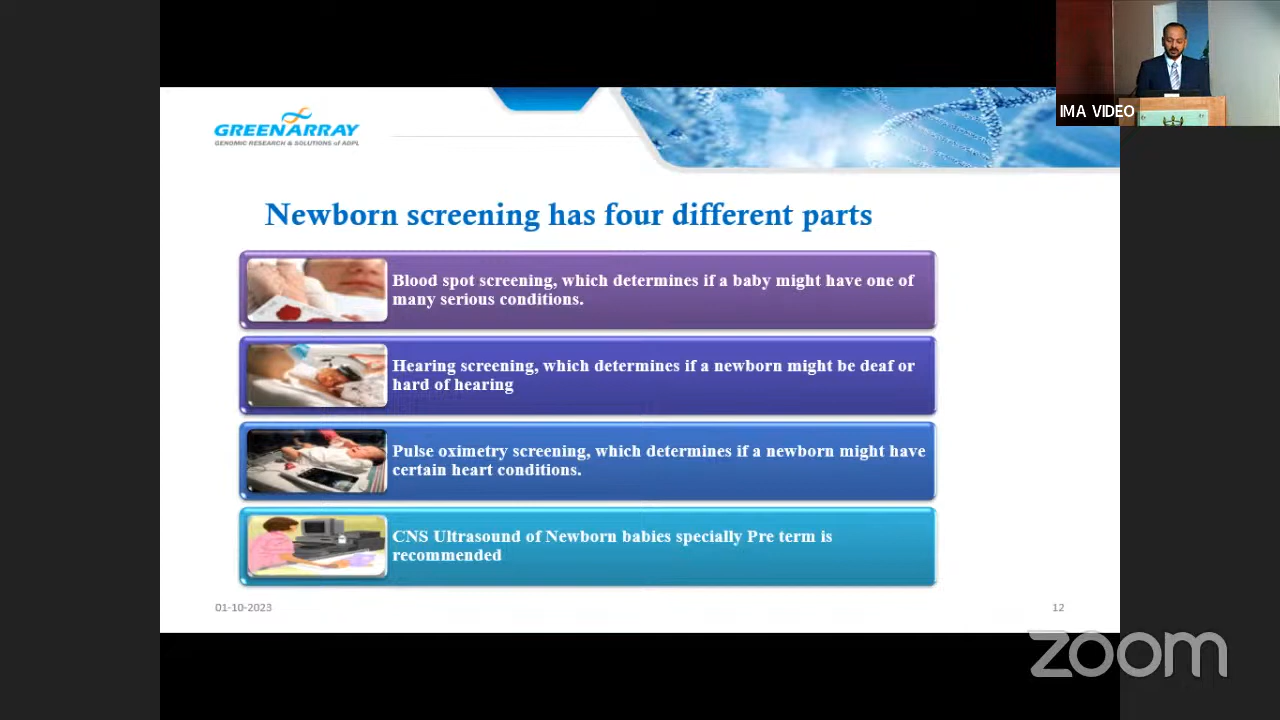 IMA VIDEO
GREENARRAY
GENOMIC RESEARCH & SOLUTIONS of AGPL
Newborn screening has four different parts
Blood spot screening, which determines if a baby might have one of
many serious conditions.
Hearing screening, which determines if a newborn might be deaf or
hard of hearing
Pulse oximetry screening, which determines if a newborn might have
certain heart conditions.
CNS Ultrasound of Newborn babies specially Pre term is
recommended
01-10-2023
12
zoom